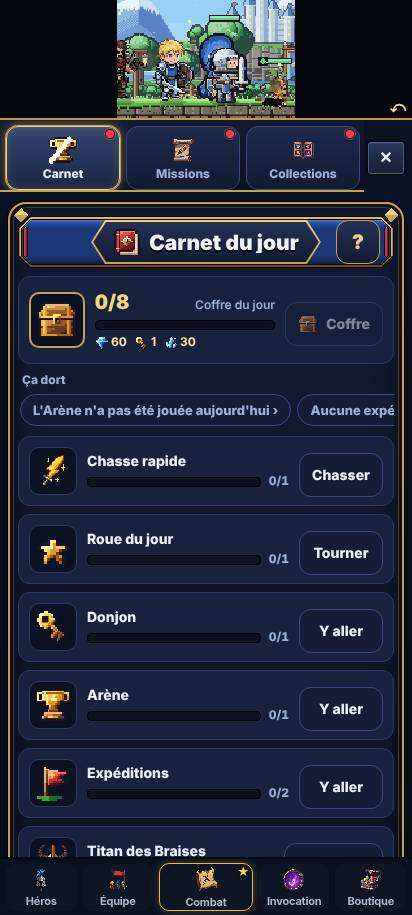 Carnet
Missions
Collections
×
Carnet du jour
?
0/8
Coffre du jour
60 1 30
Coffre
Ça dort
L'Arène n'a pas été jouée aujourd'hui ›
Aucune expé
Chasse rapide
0/1
Chasser
Roue du jour
0/1
Tourner
Donjon
0/1
Y aller
Arène
0/1
Y aller
Expéditions
0/2
Y aller
Titan des Braises
Héros
Équipe
Combat
Invocation
Boutique